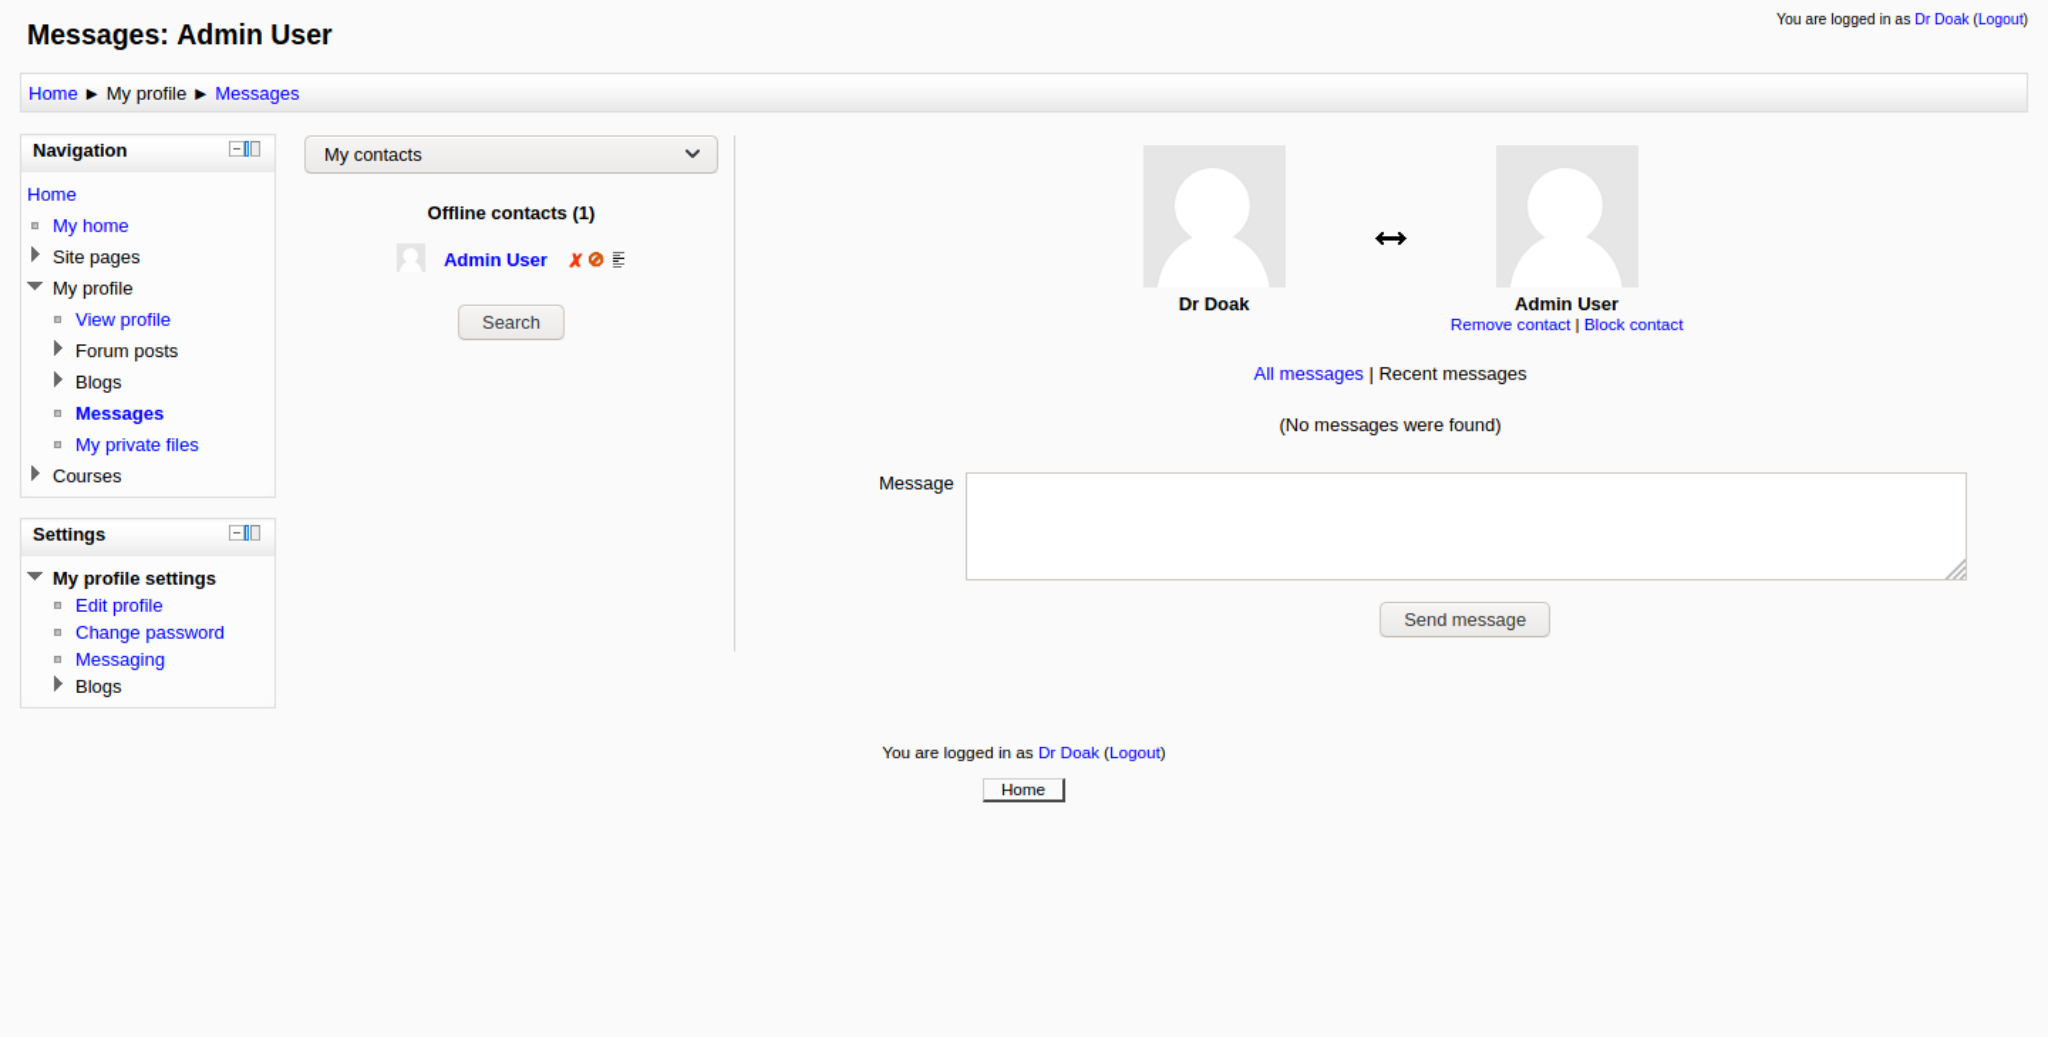 Messages: Admin User
You are logged in as Dr Doak (Logout)
Home ► My profile ► Messages
Navigation
Home
My home
Site pages
My profile
View profile
Forum posts
Blogs
Messages
My private files
Courses
Settings
My profile settings
Edit profile
Change password
Messaging
Blogs
My contacts
Offline contacts (1)
Admin User
Search
Dr Doak
Admin User
Remove contact | Block contact
All messages | Recent messages
(No messages were found)
Message
Send message
You are logged in as Dr Doak (Logout)
Home